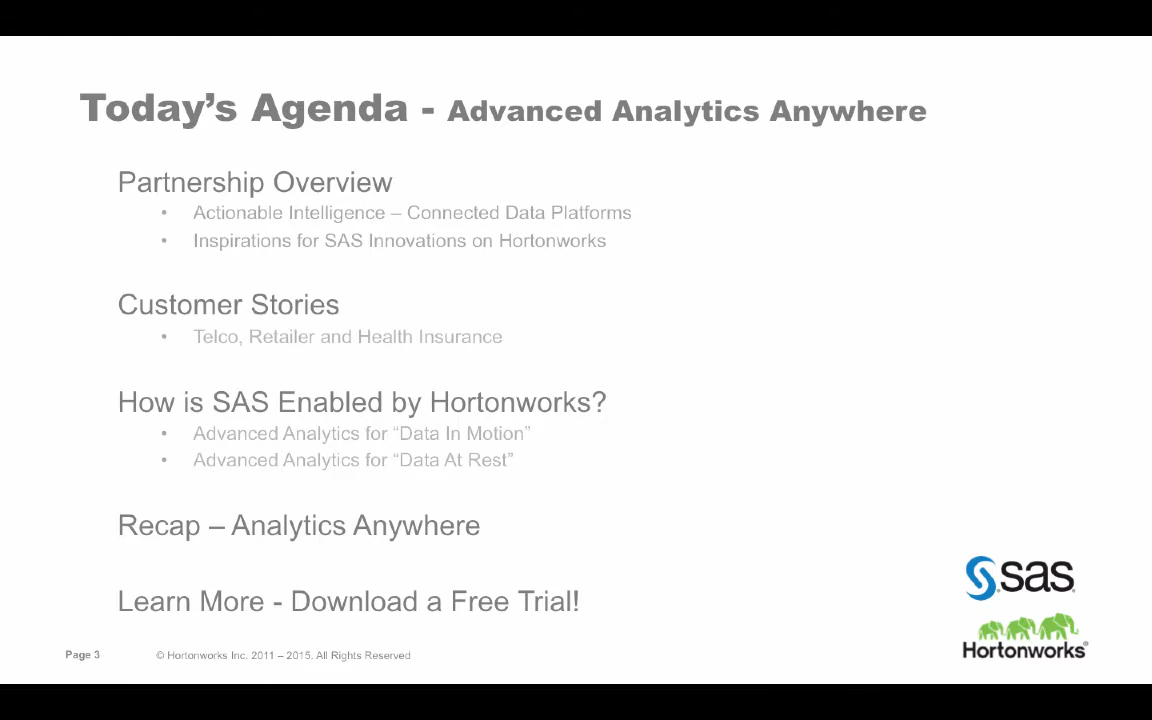 Today’s Agenda - Advanced Analytics Anywhere
Partnership Overview
• Actionable Intelligence – Connected Data Platforms
• Inspirations for SAS Innovations on Hortonworks
Customer Stories
• Telco, Retailer and Health Insurance
How is SAS Enabled by Hortonworks?
• Advanced Analytics for “Data In Motion”
• Advanced Analytics for “Data At Rest”
Recap – Analytics Anywhere
Learn More - Download a Free Trial!
sas
Hortonworks®
Page 3
© Hortonworks Inc. 2011 – 2015. All Rights Reserved